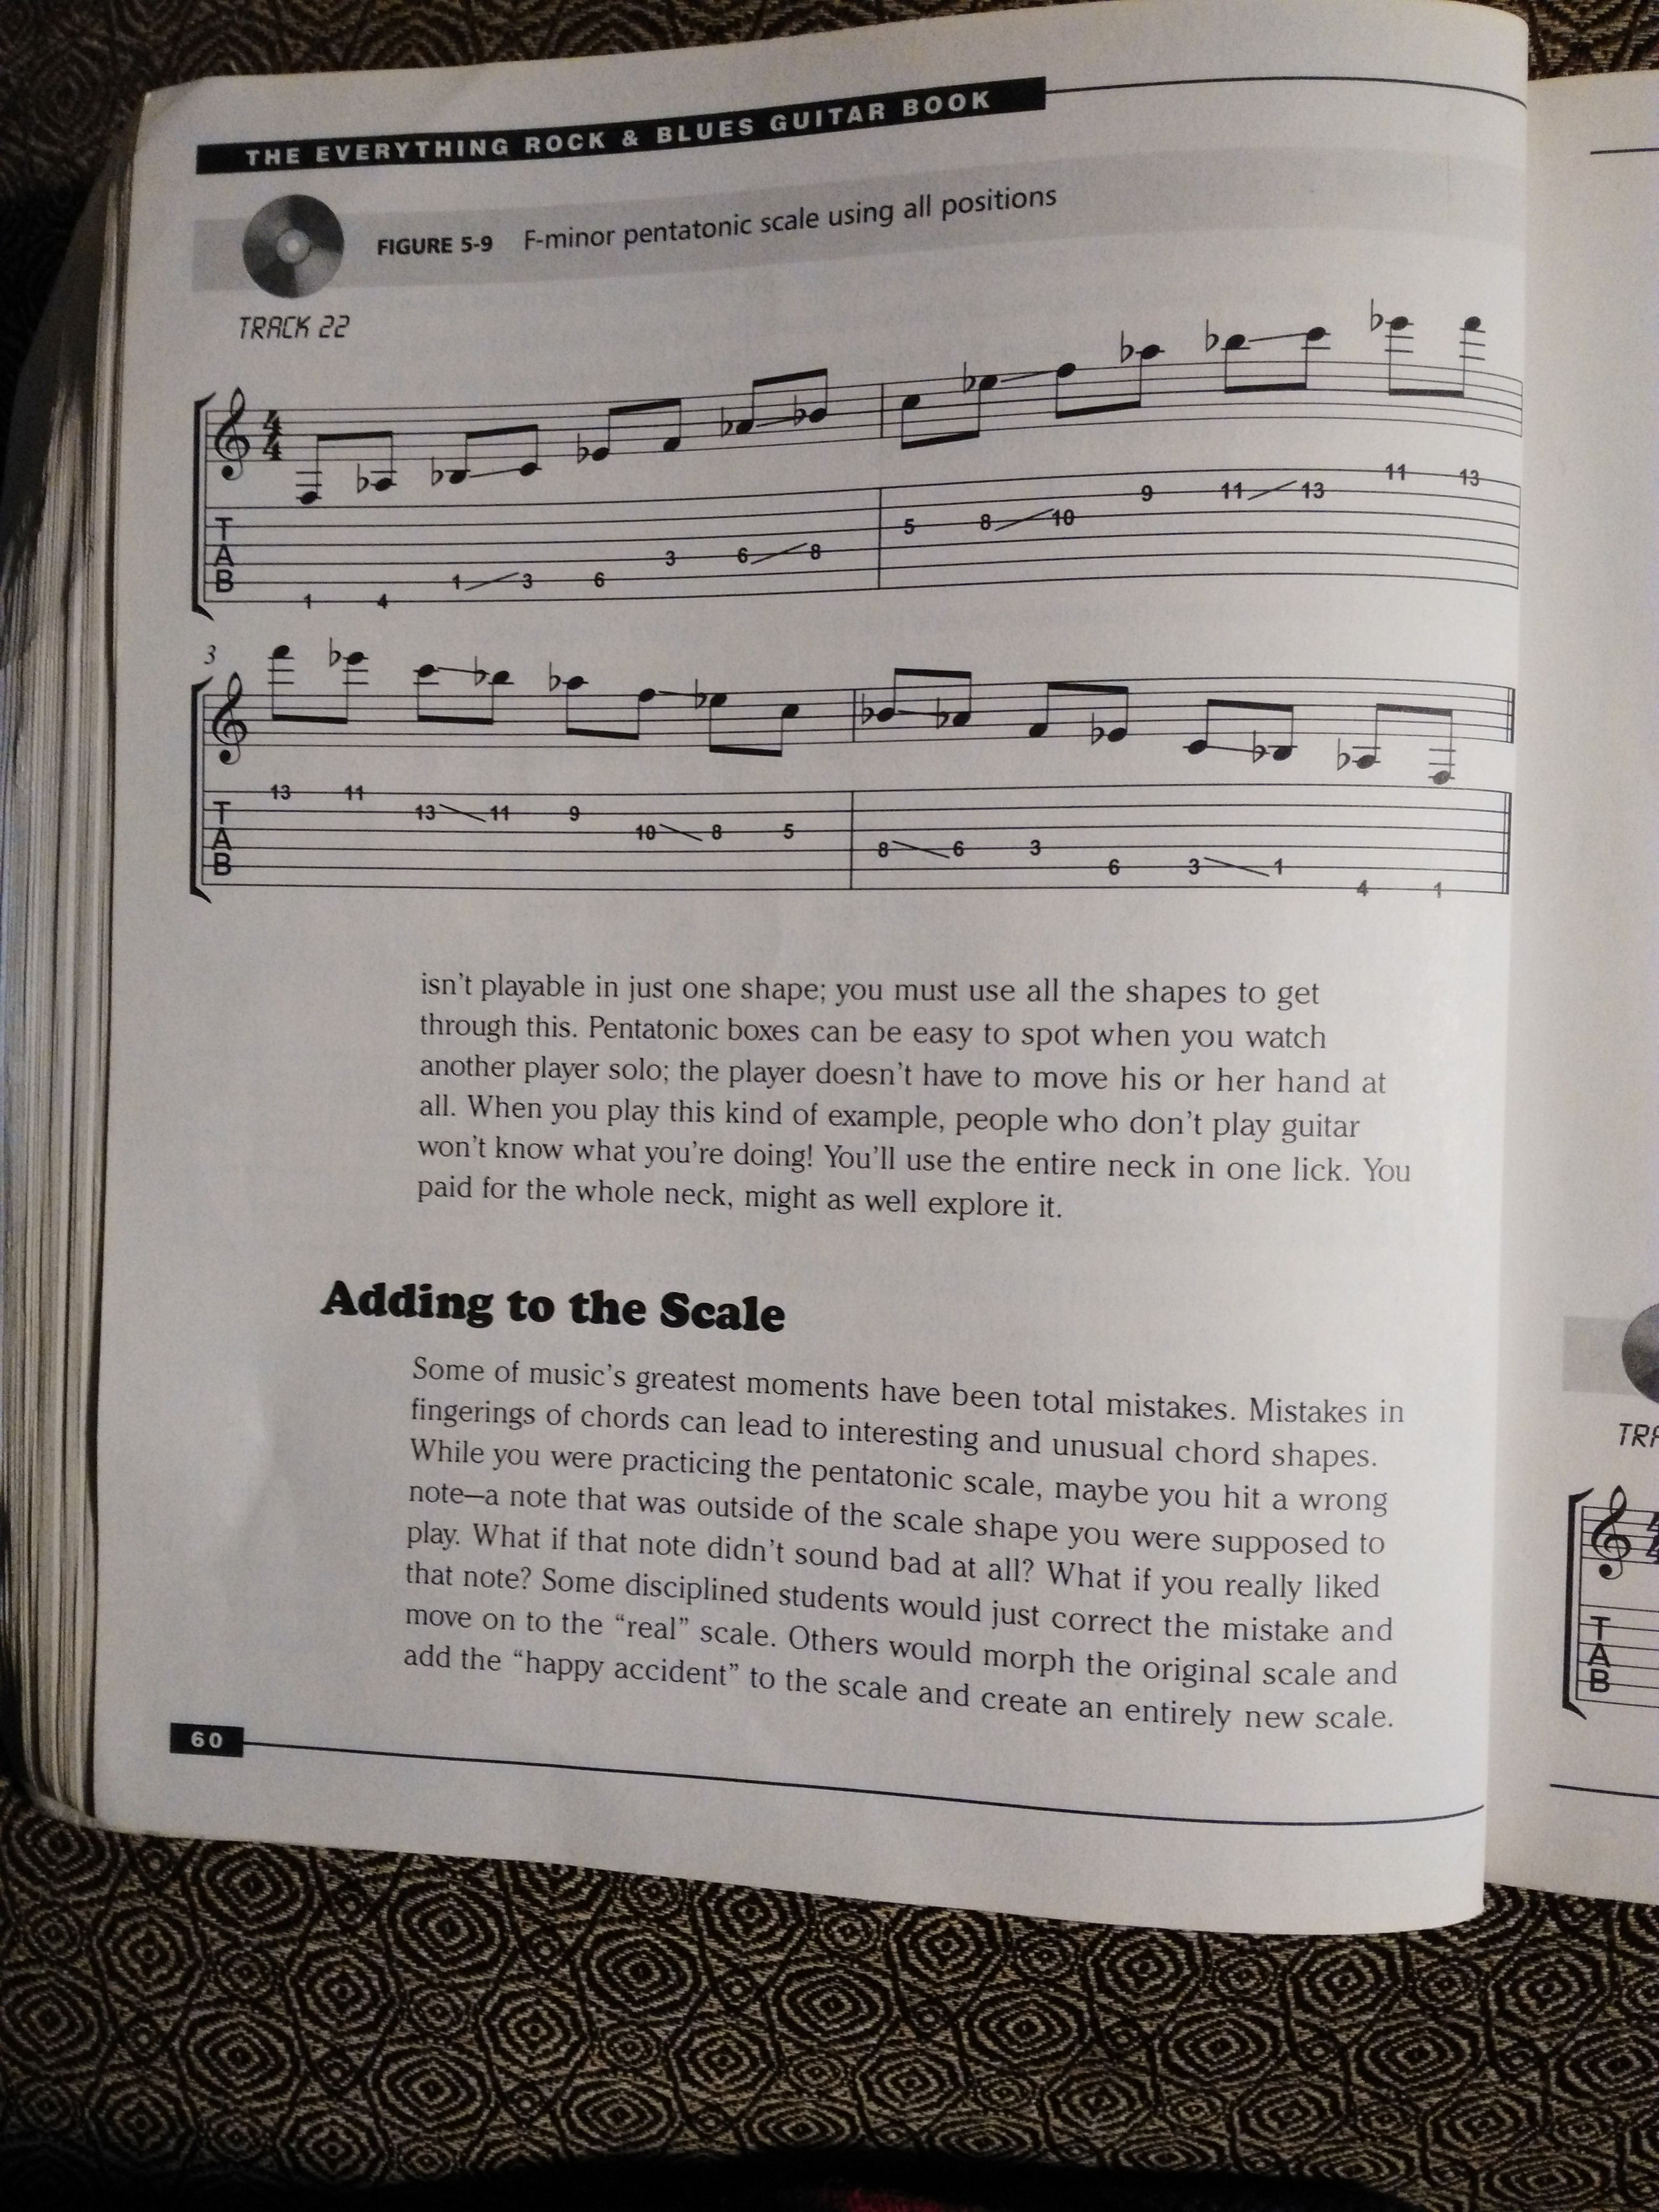 THE EVERYTHING ROCK & BLUES GUITAR BOOK
FIGURE 5-9 F-minor pentatonic scale using all positions
TRACK 22
4
4
T
A
B
1 4 1 3 6 3 6 8 5 8 10 9 11 13 11 13
3
T
A
B
13 11 13 11 9 10 8 5 8 6 3 6 3 1 4 1
isn't playable in just one shape; you must use all the shapes to get
through this. Pentatonic boxes can be easy to spot when you watch
another player solo; the player doesn't have to move his or her hand at
all. When you play this kind of example, people who don't play guitar
won't know what you're doing! You'll use the entire neck in one lick. You
paid for the whole neck, might as well explore it.
Adding to the Scale
Some of music's greatest moments have been total mistakes. Mistakes in
fingerings of chords can lead to interesting and unusual chord shapes.
While you were practicing the pentatonic scale, maybe you hit a wrong
note—a note that was outside of the scale shape you were supposed to
play. What if that note didn't sound bad at all? What if you really liked
that note? Some disciplined students would just correct the mistake and
move on to the “real” scale. Others would morph the original scale and
add the “happy accident” to the scale and create an entirely new scale.
60
T
A
B